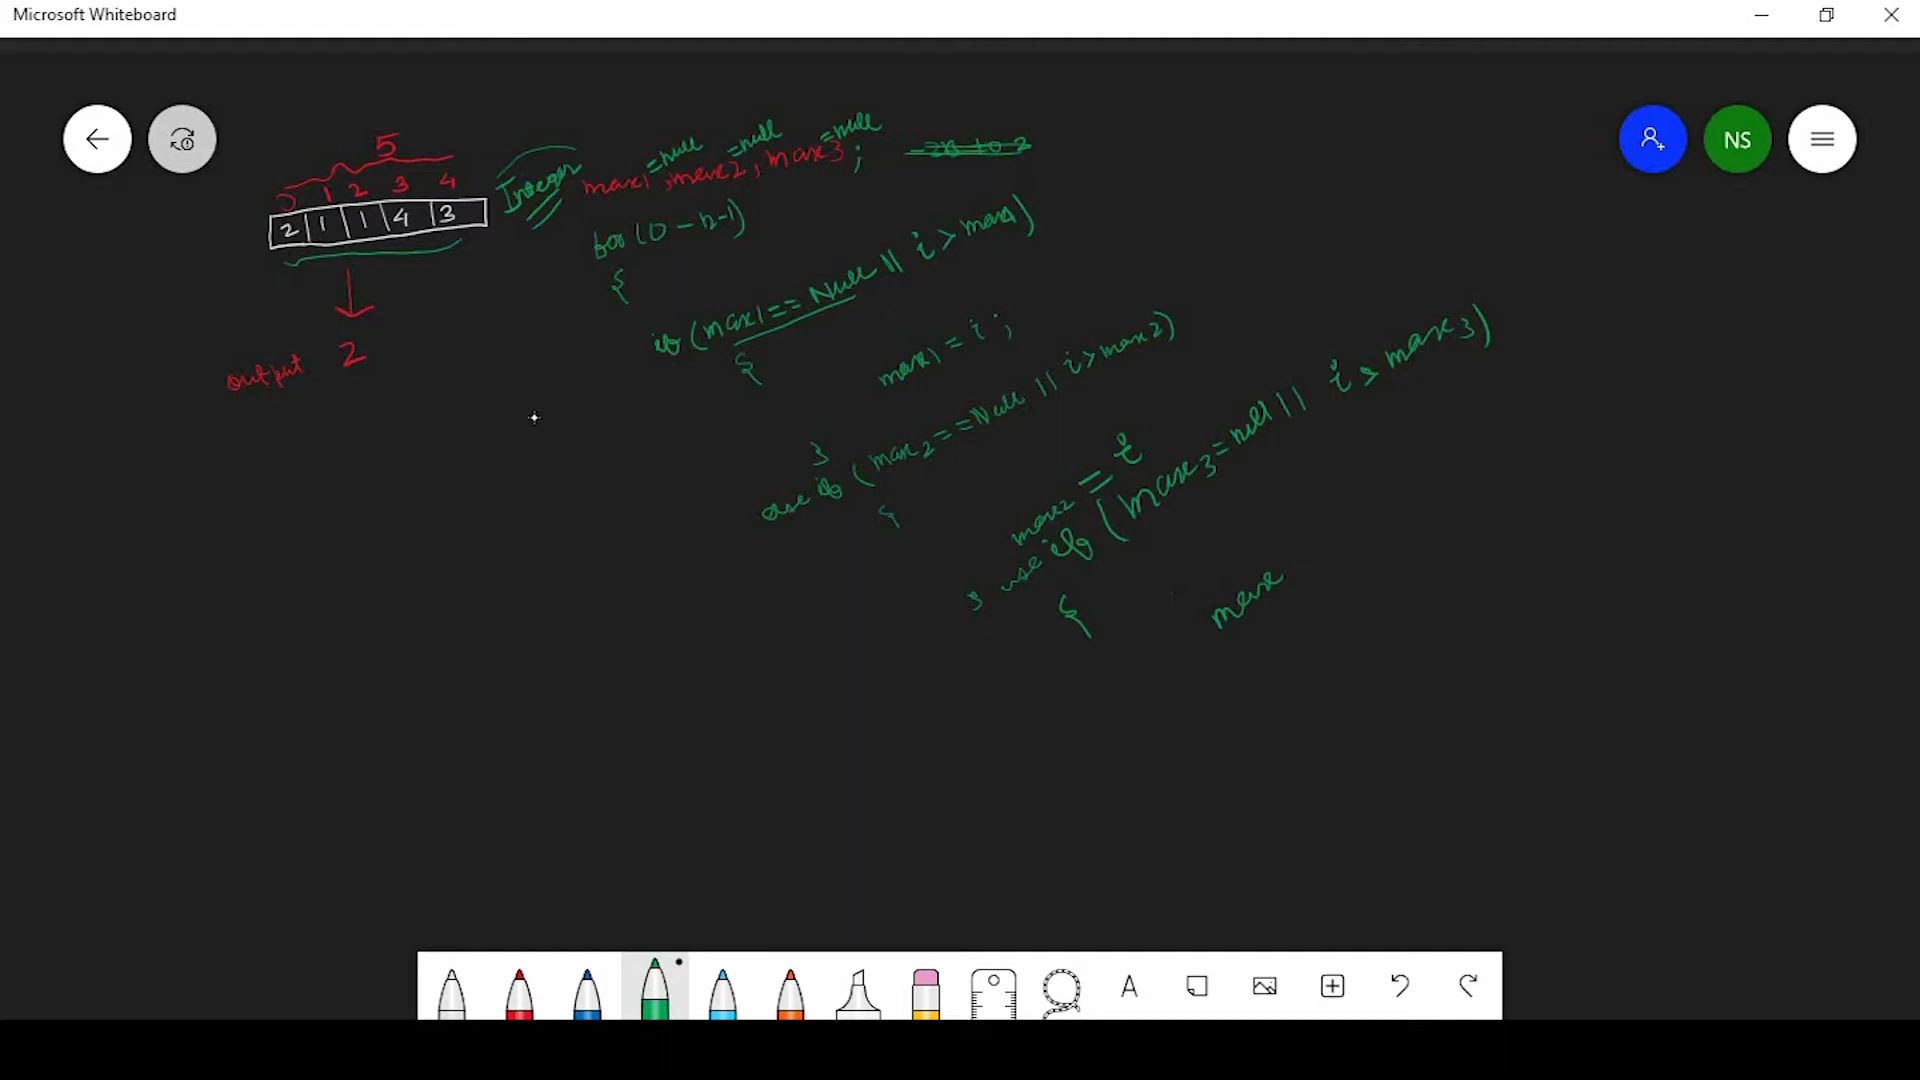 Microsoft Whiteboard
NS
5
0 1 2 3 4
2 1 1 4 3
output 2
Integer max1 =null, max2 =null, max3 =null;
for (0 - n-1)
{
if (max1 == Null || i > max1)
{
max1 = i;
}
else if (max2 == Null || i > max2)
{
max2 = i
} else if (max3 = null || i > max3)
{
max
A